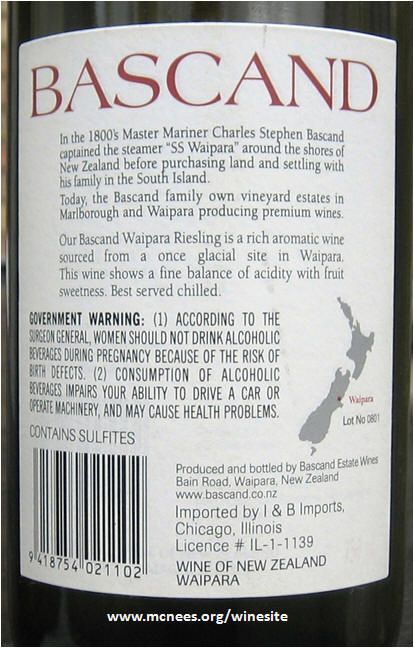 BASCAND
In the 1800's Master Mariner Charles Stephen Bascand
captained the steamer "SS Waipara" around the shores of
New Zealand before purchasing land and settling with
his family in the South Island.
Today, the Bascand family own vineyard estates in
Marlborough and Waipara producing premium wines.
Our Bascand Waipara Riesling is a rich aromatic wine
sourced from a once glacial site in Waipara.
This wine shows a fine balance of acidity with fruit
sweetness. Best served chilled.
GOVERNMENT WARNING: (1) ACCORDING TO THE
SURGEON GENERAL, WOMEN SHOULD NOT DRINK ALCOHOLIC
BEVERAGES DURING PREGNANCY BECAUSE OF THE RISK OF
BIRTH DEFECTS. (2) CONSUMPTION OF ALCOHOLIC
BEVERAGES IMPAIRS YOUR ABILITY TO DRIVE A CAR OR
OPERATE MACHINERY, AND MAY CAUSE HEALTH PROBLEMS.
Waipara
Lot No 0801
CONTAINS SULFITES
9 418754 021102
Produced and bottled by Bascand Estate Wines
Bain Road, Waipara, New Zealand
www.bascand.co.nz
Imported by I & B Imports,
Chicago, Illinois
Licence # IL-1-1139
WINE OF NEW ZEALAND
WAIPARA
www.mcnees.org/winesite